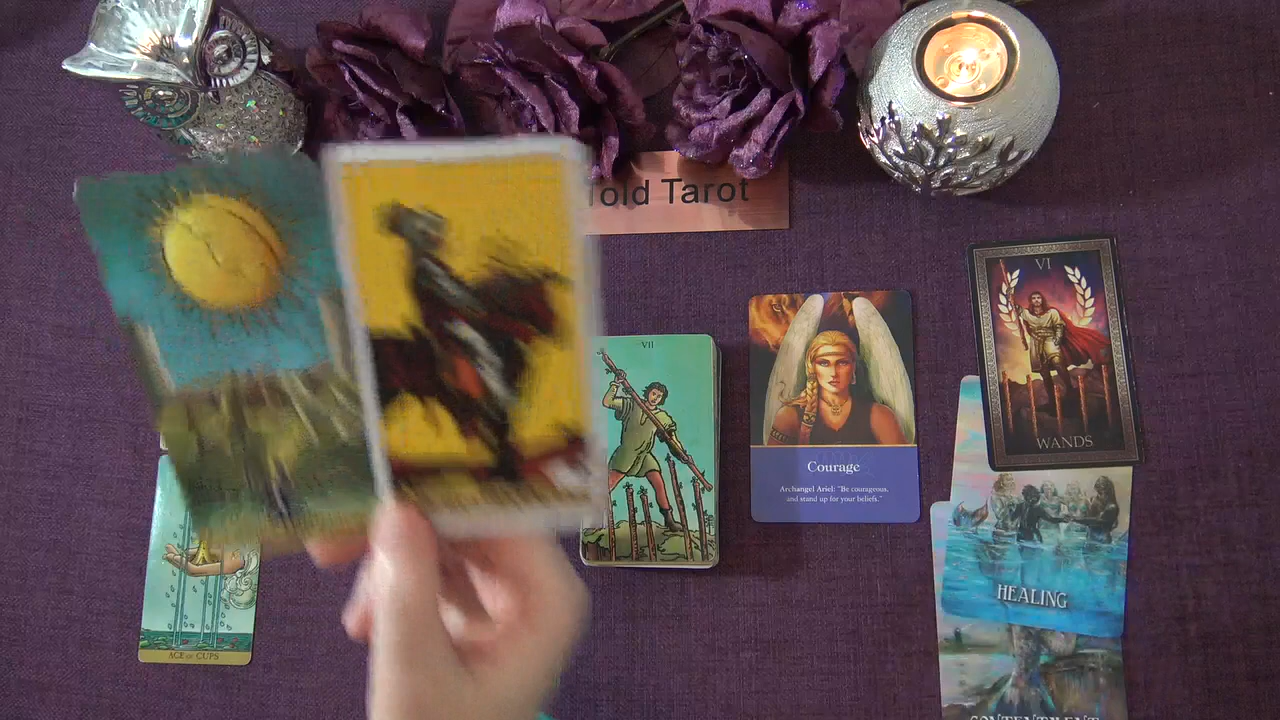 Told Tarot
VII
VI
WANDS
Courage
Archangel Ariel: "Be courageous,
and stand up for your beliefs."
HEALING
ACE OF CUPS
CONTENTMENT